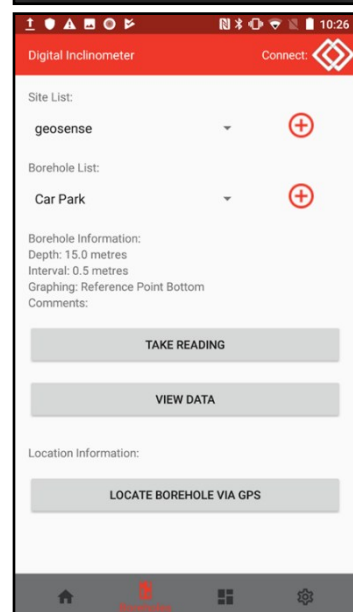 10:26
Digital Inclinometer Connect:
Site List:
geosense
Borehole List:
Car Park
Borehole Information:
Depth: 15.0 metres
Interval: 0.5 metres
Graphing: Reference Point Bottom
Comments:
TAKE READING
VIEW DATA
Location Information:
LOCATE BOREHOLE VIA GPS